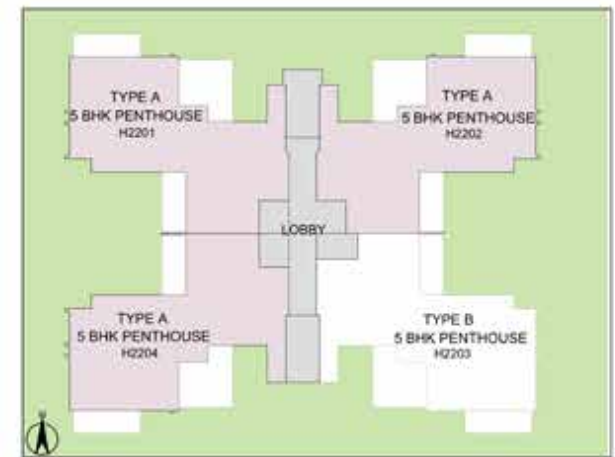 TYPE A
5 BHK PENTHOUSE
H2201
TYPE A
5 BHK PENTHOUSE
H2202
LOBBY
TYPE A
5 BHK PENTHOUSE
H2204
TYPE B
5 BHK PENTHOUSE
H2203